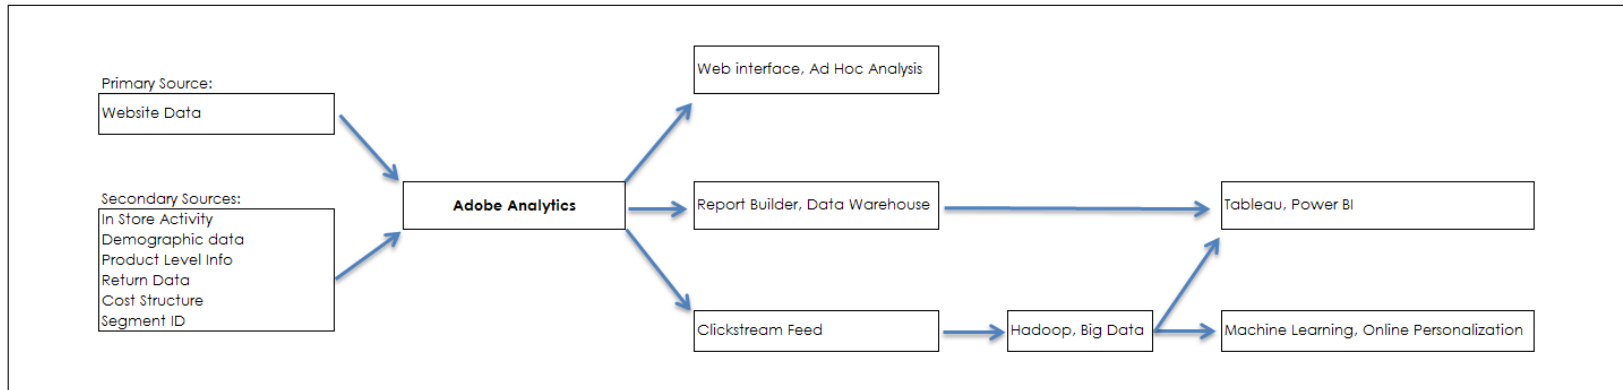 Primary Source:
Website Data
Secondary Sources:
In Store Activity
Demographic data
Product Level Info
Return Data
Cost Structure
Segment ID
Adobe Analytics
Web interface, Ad Hoc Analysis
Report Builder, Data Warehouse
Clickstream Feed
Hadoop, Big Data
Tableau, Power BI
Machine Learning, Online Personalization